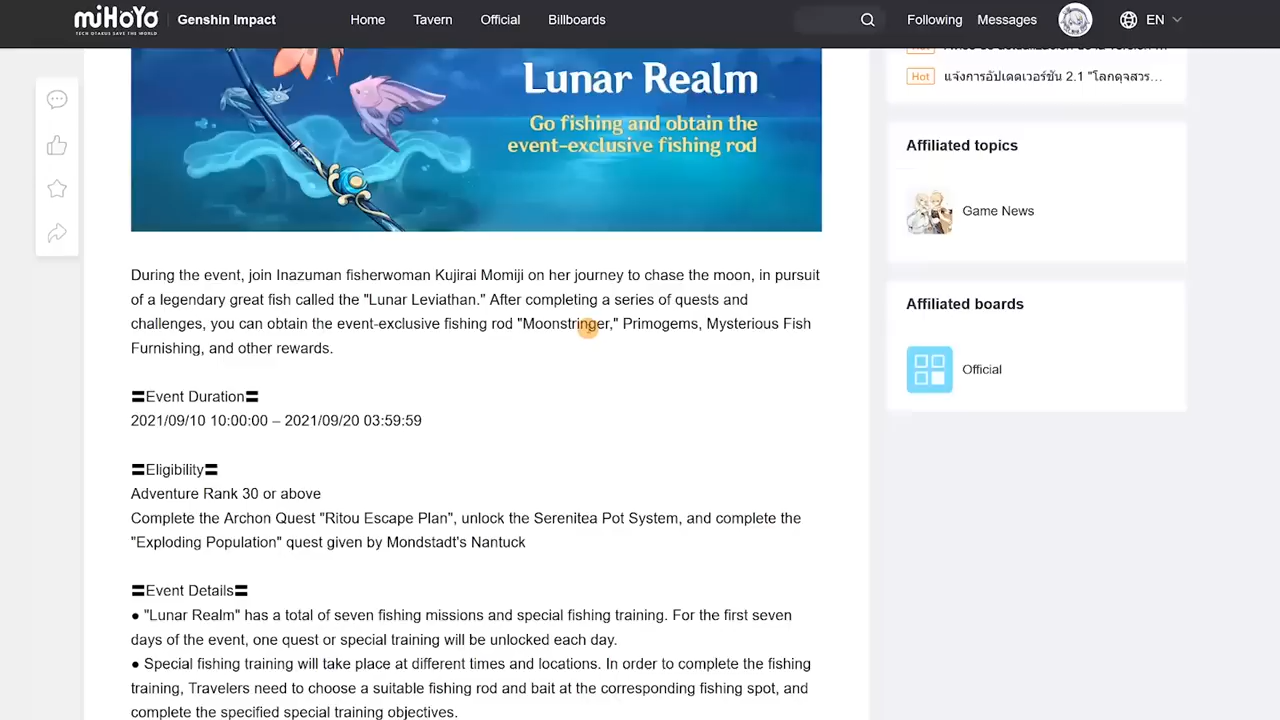 miHoYo
TECH OTAKUS SAVE THE WORLD
Genshin Impact
Home
Tavern
Official
Billboards
Following
Messages
EN
Lunar Realm
Go fishing and obtain the
event-exclusive fishing rod
During the event, join Inazuman fisherwoman Kujirai Momiji on her journey to chase the moon, in pursuit
of a legendary great fish called the "Lunar Leviathan." After completing a series of quests and
challenges, you can obtain the event-exclusive fishing rod "Moonstringer," Primogems, Mysterious Fish
Furnishing, and other rewards.
〓Event Duration〓
2021/09/10 10:00:00 – 2021/09/20 03:59:59
〓Eligibility〓
Adventure Rank 30 or above
Complete the Archon Quest "Ritou Escape Plan", unlock the Serenitea Pot System, and complete the
"Exploding Population" quest given by Mondstadt's Nantuck
〓Event Details〓
● "Lunar Realm" has a total of seven fishing missions and special fishing training. For the first seven
days of the event, one quest or special training will be unlocked each day.
● Special fishing training will take place at different times and locations. In order to complete the fishing
training, Travelers need to choose a suitable fishing rod and bait at the corresponding fishing spot, and
complete the specified special training objectives.
Hot
แจ้งการอัปเดตเวอร์ชัน 2.1 "โลกดุจสวร...
Affiliated topics
Game News
Affiliated boards
Official